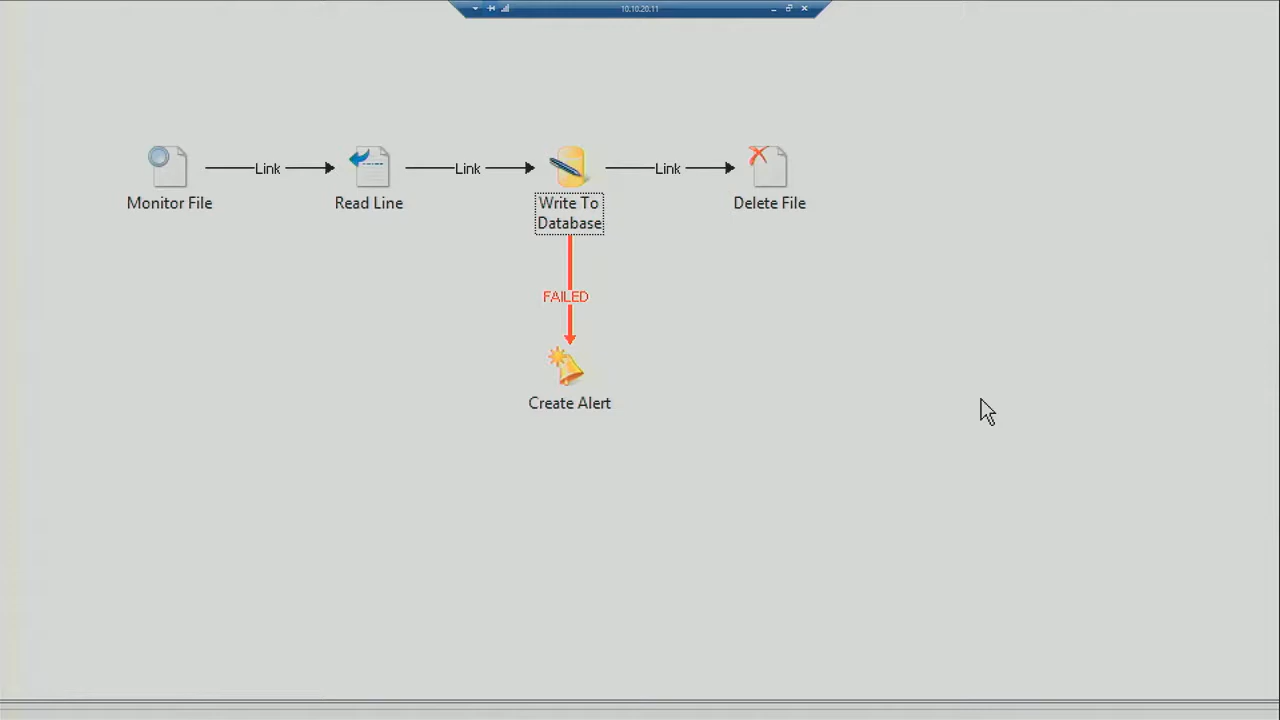 10.10.20.11
Link
Link
Link
Monitor File
Read Line
Write To
Database
Delete File
FAILED
Create Alert